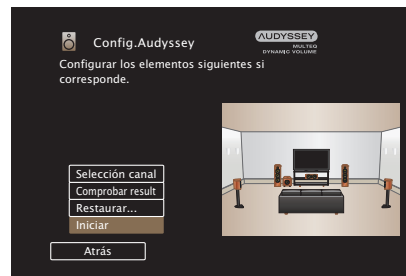 Config.Audyssey
AUDYSSEY
MULTEQ
DYNAMIC VOLUME
Configurar los elementos siguientes si
corresponde.
Selección canal
Comprobar result
Restaurar...
Iniciar
Atrás